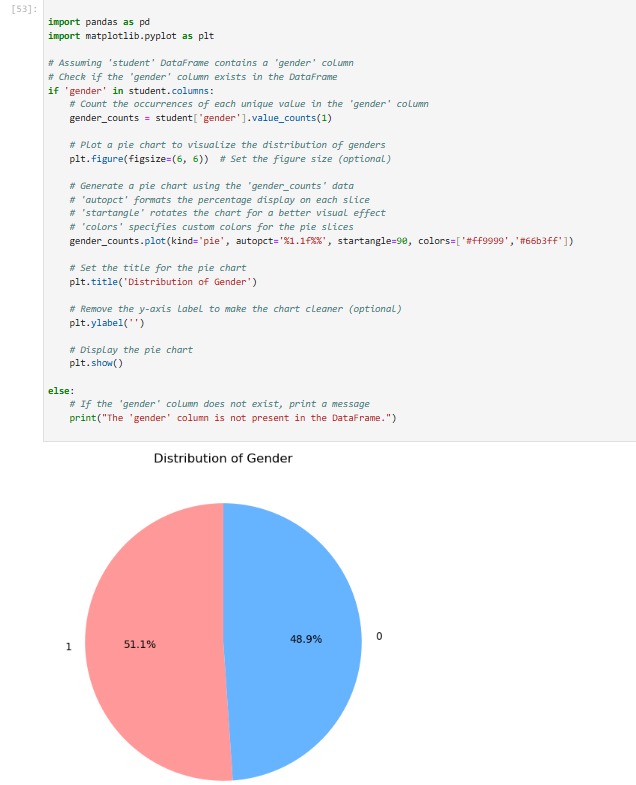 [53]:
import pandas as pd
import matplotlib.pyplot as plt
# Assuming 'student' DataFrame contains a 'gender' column
# Check if the 'gender' column exists in the DataFrame
if 'gender' in student.columns:
    # Count the occurrences of each unique value in the 'gender' column
    gender_counts = student['gender'].value_counts(1)
    # Plot a pie chart to visualize the distribution of genders
    plt.figure(figsize=(6, 6))  # Set the figure size (optional)
    # Generate a pie chart using the 'gender_counts' data
    # 'autopct' formats the percentage display on each slice
    # 'startangle' rotates the chart for a better visual effect
    # 'colors' specifies custom colors for the pie slices
    gender_counts.plot(kind='pie', autopct='%1.1f%%', startangle=90, colors=['#ff9999','#66b3ff'])
    # Set the title for the pie chart
    plt.title('Distribution of Gender')
    # Remove the y-axis label to make the chart cleaner (optional)
    plt.ylabel('')
    # Display the pie chart
    plt.show()
else:
    # If the 'gender' column does not exist, print a message
    print("The 'gender' column is not present in the DataFrame.")
Distribution of Gender
1 51.1% 48.9% 0